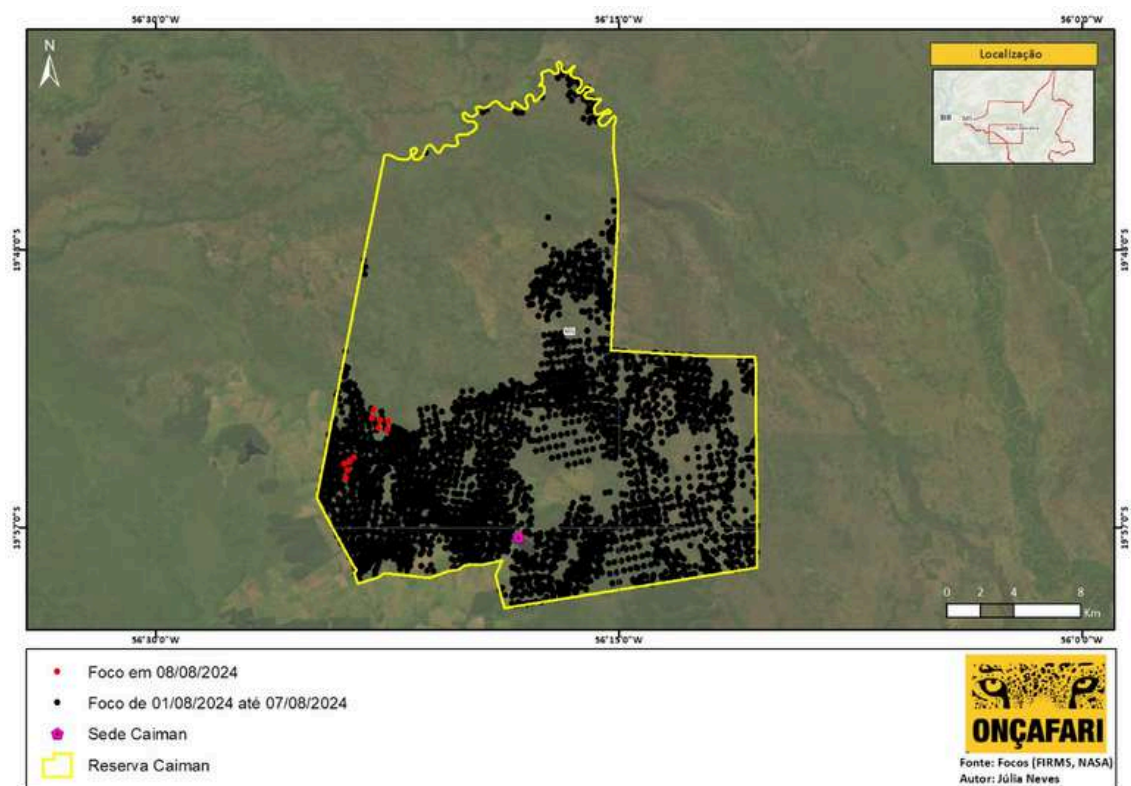 56°30'0"W
56°15'0"W
56°0'0"W
N
Localização
19°57'0"S
19°57'0"S
0
2
4
8
Km
56°30'0"W
56°15'0"W
56°0'0"W
Foco em 08/08/2024
Foco de 01/08/2024 até 07/08/2024
Sede Caiman
Reserva Caiman
ONÇAFARI
Fonte: Focos (FIRMS, NASA)
Autor: Júlia Neves